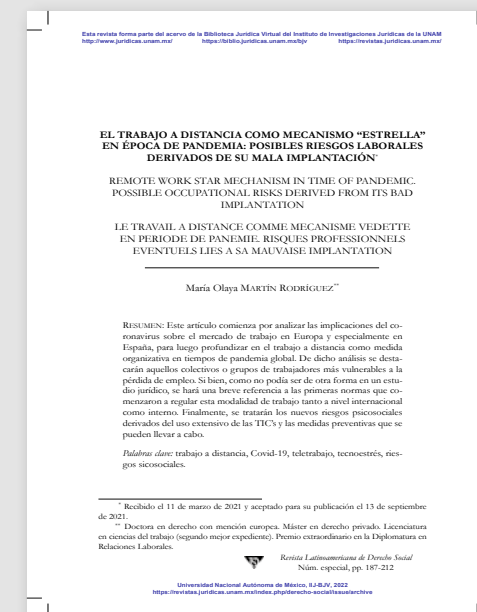 Esta revista forma parte del acervo de la Biblioteca Jurídica Virtual del Instituto de Investigaciones Jurídicas de la UNAM
http://www.juridicas.unam.mx/ https://biblio.juridicas.unam.mx/bjv https://revistas.juridicas.unam.mx/
EL TRABAJO A DISTANCIA COMO MECANISMO “ESTRELLA”
EN ÉPOCA DE PANDEMIA: POSIBLES RIESGOS LABORALES
DERIVADOS DE SU MALA IMPLANTACIÓN*
REMOTE WORK STAR MECHANISM IN TIME OF PANDEMIC.
POSSIBLE OCCUPATIONAL RISKS DERIVED FROM ITS BAD
IMPLANTATION
LE TRAVAIL A DISTANCE COMME MECANISME VEDETTE
EN PERIODE DE PANEMIE. RISQUES PROFESSIONNELS
EVENTUELS LIES A SA MAUVAISE IMPLANTATION
María Olaya MARTÍN RODRÍGUEZ**
RESUMEN: Este artículo comienza por analizar las implicaciones del co-
ronavirus sobre el mercado de trabajo en Europa y especialmente en
España, para luego profundizar en el trabajo a distancia como medida
organizativa en tiempos de pandemia global. De dicho análisis se desta-
carán aquellos colectivos o grupos de trabajadores más vulnerables a la
pérdida de empleo. Si bien, como no podía ser de otra forma en un estu-
dio jurídico, se hará una breve referencia a las primeras normas que co-
menzaron a regular esta modalidad de trabajo tanto a nivel internacional
como interno. Finalmente, se tratarán los nuevos riesgos psicosociales
derivados del uso extensivo de las TIC’s y las medidas preventivas que se
pueden llevar a cabo.
Palabras clave: trabajo a distancia, Covid-19, teletrabajo, tecnoestrés, ries-
gos sicosociales.
* Recibido el 11 de marzo de 2021 y aceptado para su publicación el 13 de septiembre
de 2021.
** Doctora en derecho con mención europea. Máster en derecho privado. Licenciatura
en ciencias del trabajo (segundo mejor expediente). Premio extraordinario en la Diplomatura en
Relaciones Laborales.
Revista Latinoamericana de Derecho Social
Núm. especial, pp. 187-212
Universidad Nacional Autónoma de México, IIJ-BJV, 2022
https://revistas.juridicas.unam.mx/index.php/derecho-social/issue/archive